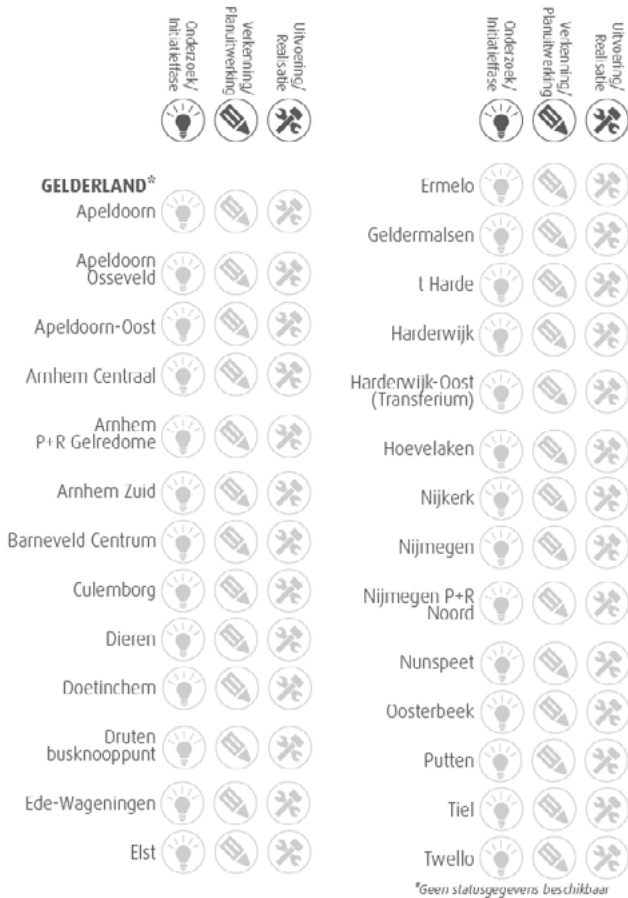 Onderzoek/
Initiatieffase
Verkenning/
Planuitwerking
Uitvoering/
Realisatie
GELDERLAND*
Apeldoorn
Apeldoorn
Osseveld
Apeldoorn-Oost
Arnhem Centraal
Arnhem
P+R Gelredome
Arnhem Zuid
Barneveld Centrum
Culemborg
Dieren
Doetinchem
Druten
busknooppunt
Ede-Wageningen
Elst
Onderzoek/
Initiatieffase
Verkenning/
Planuitwerking
Uitvoering/
Realisatie
Ermelo
Geldermalsen
t Harde
Harderwijk
Harderwijk-Oost
(Transferium)
Hoevelaken
Nijkerk
Nijmegen
Nijmegen P+R
Noord
Nunspeet
Oosterbeek
Putten
Tiel
Twello
*Geen statusgegevens beschikbaar